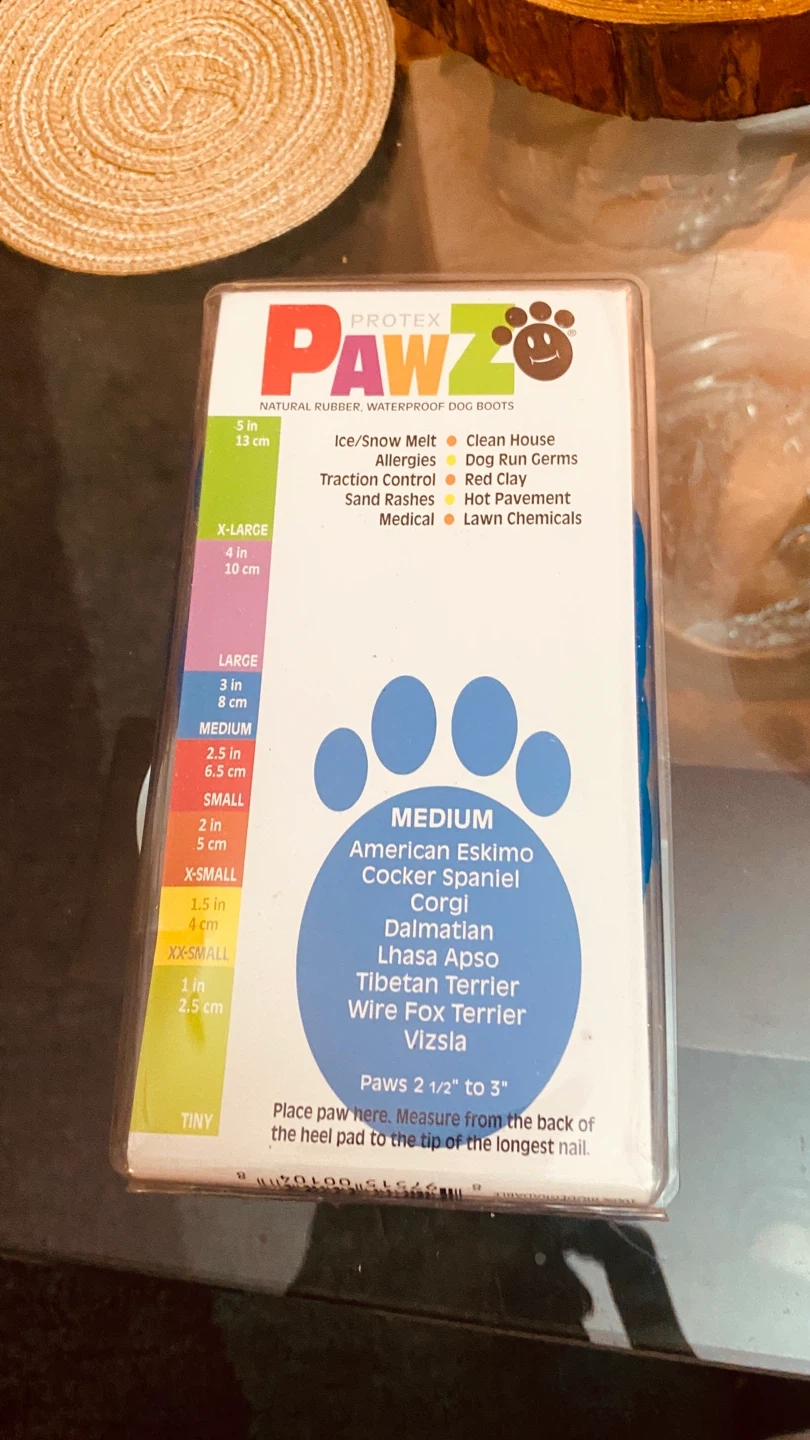 PROTEX
PAWZ®
NATURAL RUBBER, WATERPROOF DOG BOOTS
Ice/Snow Melt • Clean House
Allergies • Dog Run Germs
Traction Control • Red Clay
Sand Rashes • Hot Pavement
Medical • Lawn Chemicals
5 in
13 cm
X-LARGE
4 in
10 cm
LARGE
3 in
8 cm
MEDIUM
2.5 in
6.5 cm
SMALL
2 in
5 cm
X-SMALL
1.5 in
4 cm
XX-SMALL
1 in
2.5 cm
TINY
MEDIUM
American Eskimo
Cocker Spaniel
Corgi
Dalmatian
Lhasa Apso
Tibetan Terrier
Wire Fox Terrier
Vizsla
Paws 2 1/2" to 3"
Place paw here. Measure from the back of
the heel pad to the tip of the longest nail.